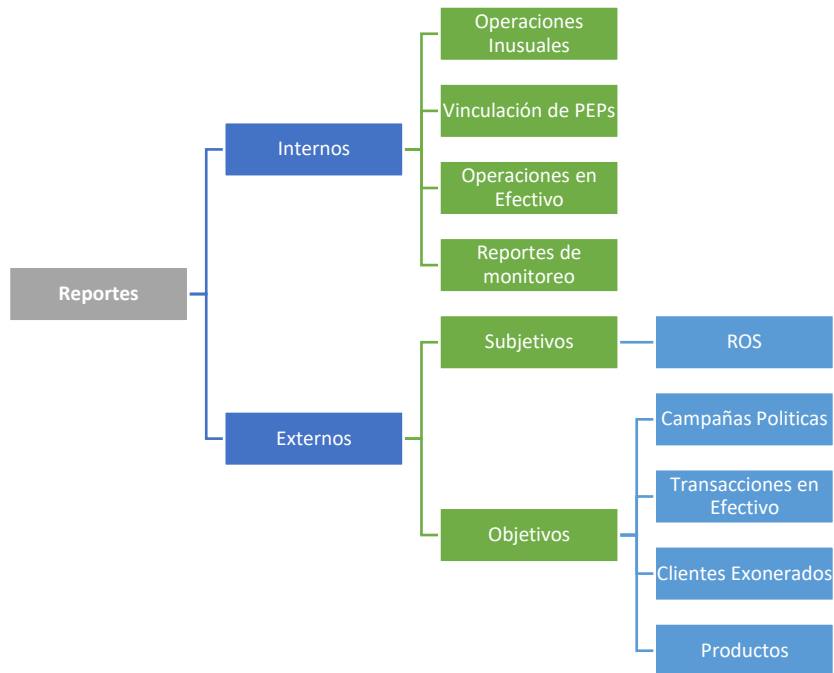 Reportes
Internos
Operaciones
Inusuales
Vinculación de PEPs
Operaciones en
Efectivo
Reportes de
monitoreo
Externos
Subjetivos
ROS
Objetivos
Campañas Politicas
Transacciones en
Efectivo
Clientes Exonerados
Productos